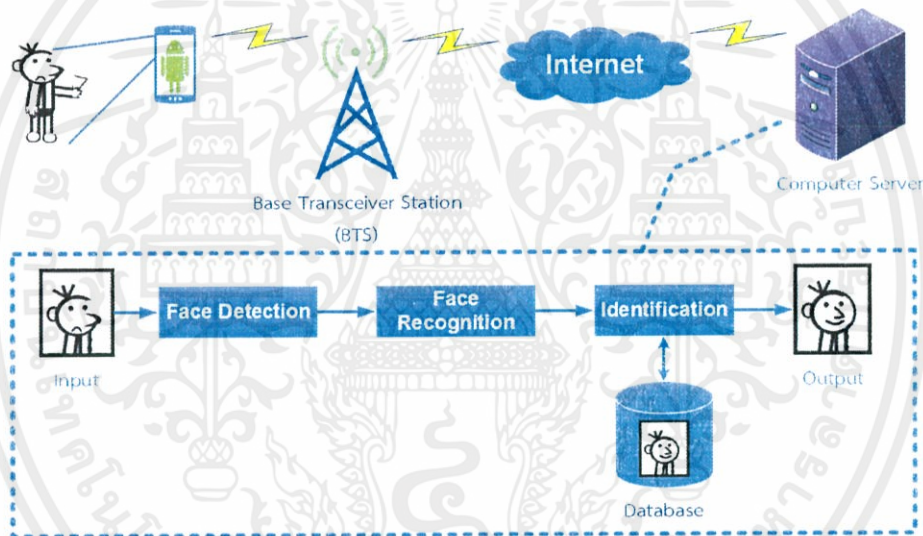 Internet
Base Transceiver Station
(BTS)
Computer Server
Face Detection
Face
Recognition
Identification
Input
Output
Database